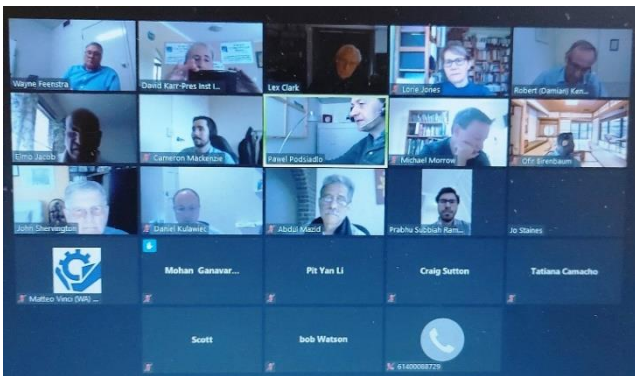 Wayne Feenstra
David Karr-Pres Inst I...
Lex Clark
Lorie Jones
Robert (Damian) Ken...
Elmo Jacob
Cameron Mackenzie
Pawel Podsiadlo
Michael Morrow
Ofir Birenbaum
John Shervington
Daniel Kulawiec
Abdul Mazid
Prabhu Subbiah Ram...
Jo Staines
Matteo Vinci (WA) ...
Mohan Ganavar...
Pit Yan Li
Craig Sutton
Tatiana Camacho
Scott
bob Watson
61400068729